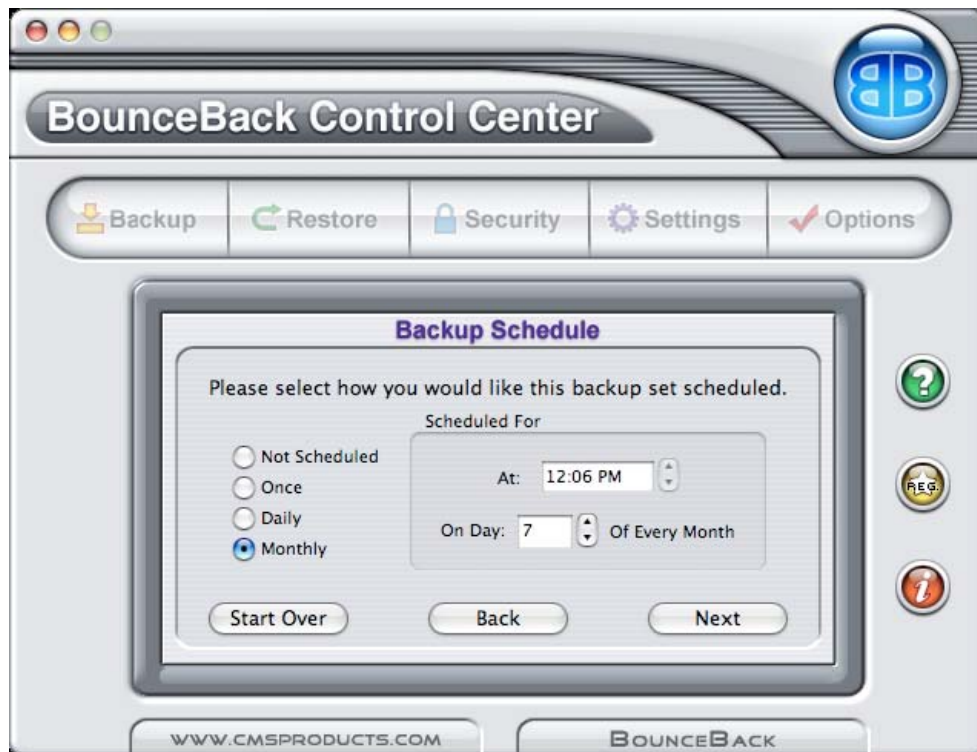 BB
BounceBack Control Center
Backup Restore Security Settings Options
Backup Schedule
Please select how you would like this backup set scheduled.
Scheduled For
Not Scheduled
Once
Daily
Monthly
At: 12:06 PM
On Day: 7 Of Every Month
Start Over Back Next
?
REG.
i
WWW.CMSPRODUCTS.COM
BOUNCEBACK